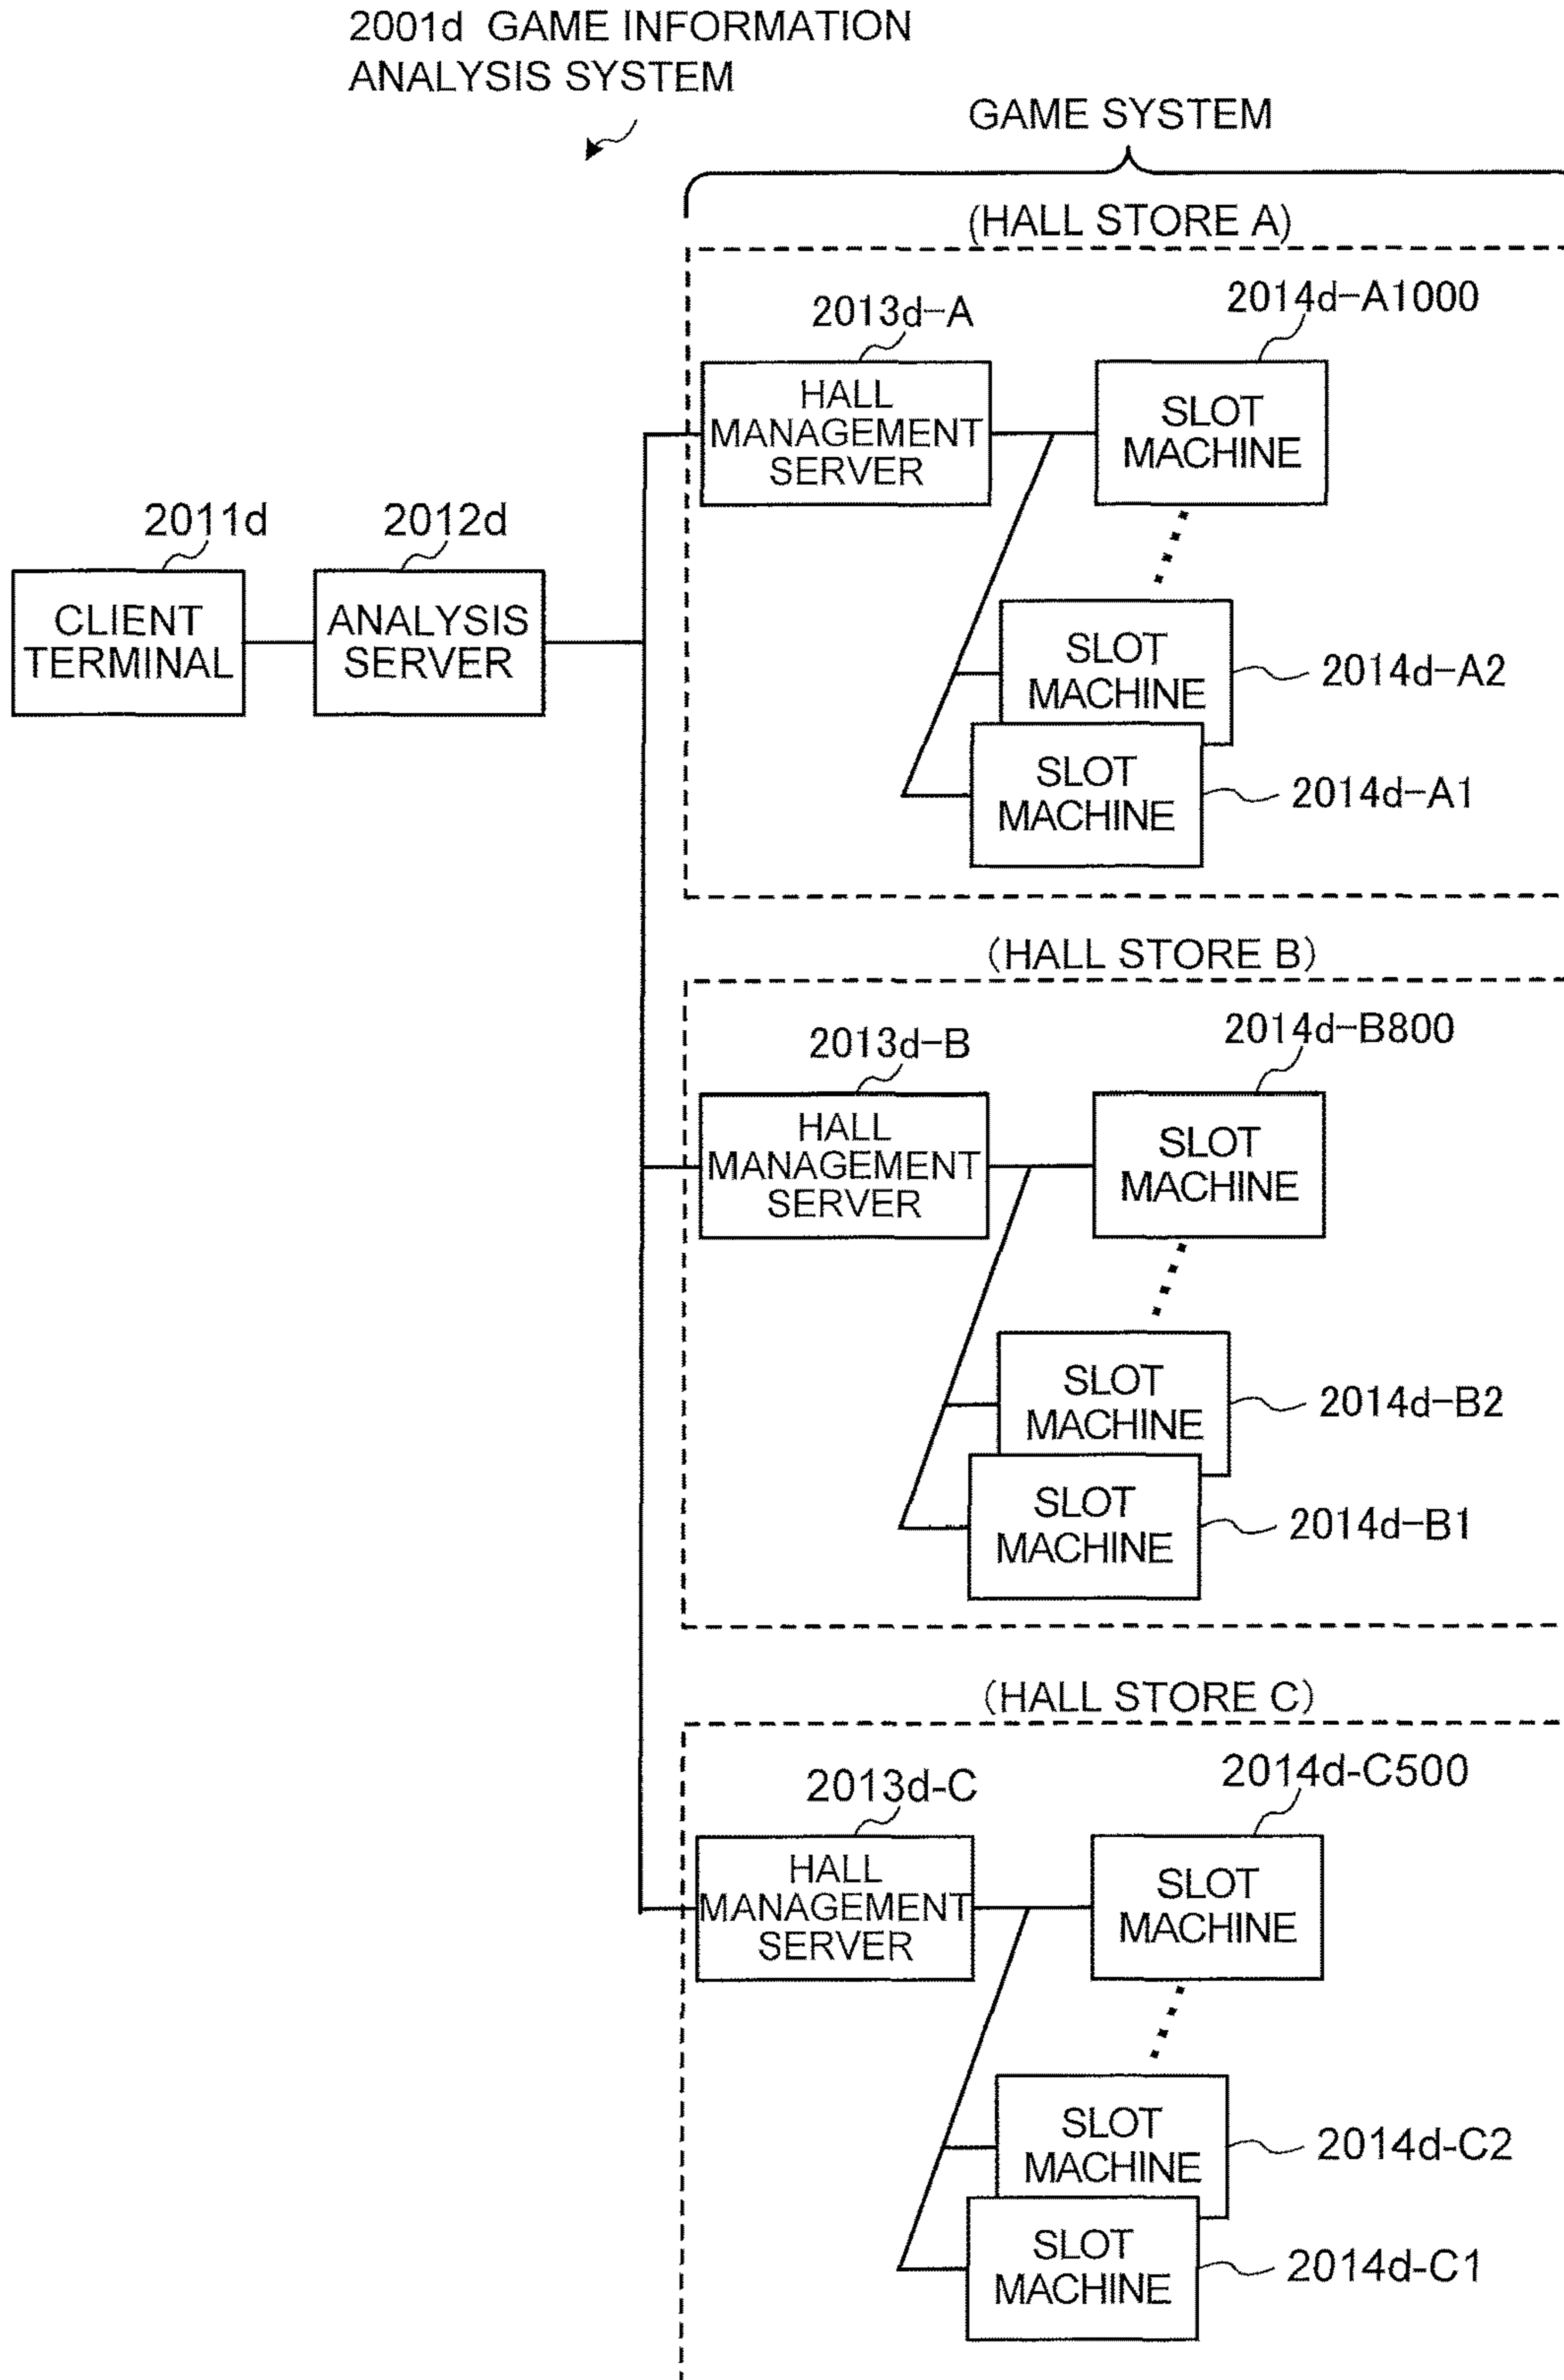 2001d GAME INFORMATION
ANALYSIS SYSTEM
GAME SYSTEM
(HALL STORE A)
2013d-A
2014d-A1000
HALL
MANAGEMENT
SERVER
SLOT
MACHINE
2011d
2012d
CLIENT
TERMINAL
ANALYSIS
SERVER
SLOT
MACHINE
2014d-A2
SLOT
MACHINE
2014d-A1
(HALL STORE B)
2013d-B
2014d-B800
HALL
MANAGEMENT
SERVER
SLOT
MACHINE
SLOT
MACHINE
2014d-B2
SLOT
MACHINE
2014d-B1
(HALL STORE C)
2013d-C
2014d-C500
HALL
MANAGEMENT
SERVER
SLOT
MACHINE
SLOT
MACHINE
2014d-C2
SLOT
MACHINE
2014d-C1